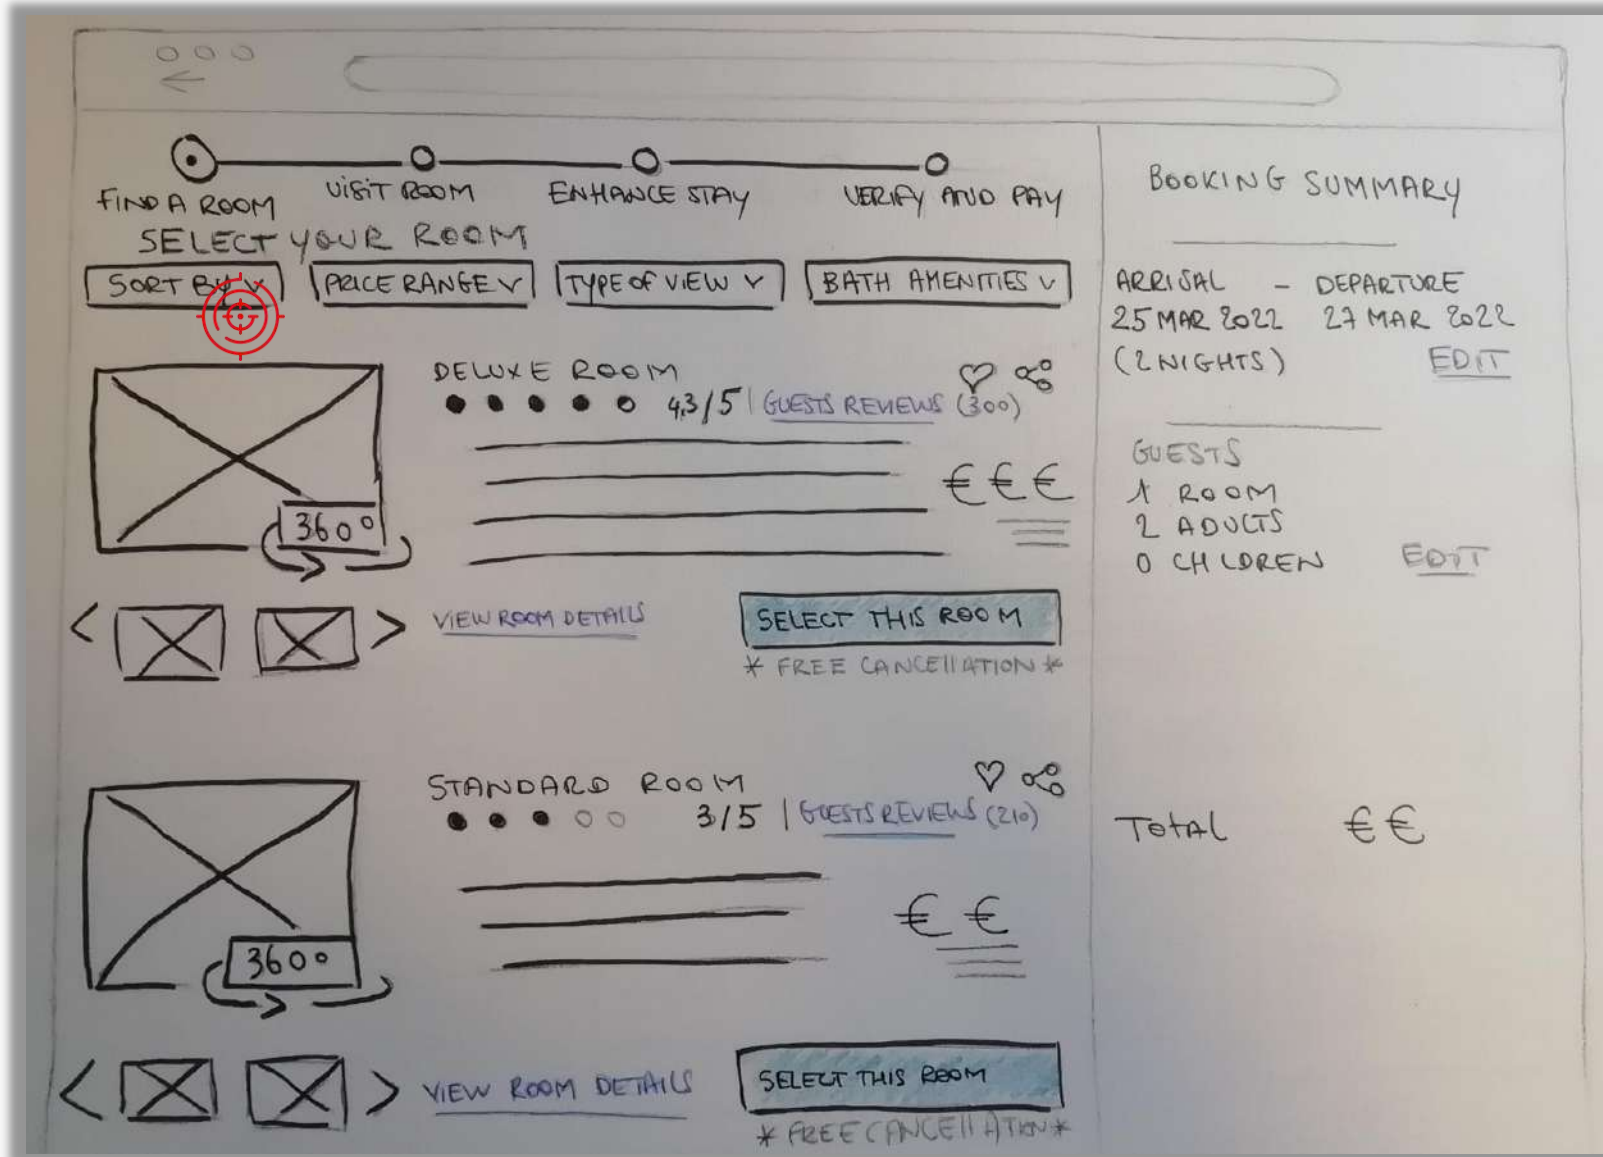 FIND A ROOM
VISIT ROOM
ENHANCE STAY
VERIFY AND PAY
SELECT YOUR ROOM
SORT BY
PRICE RANGE
TYPE OF VIEW
BATH AMENITIES
DELUXE ROOM
4,3/5 | GUESTS REVIEWS (300)
€€€
360°
VIEW ROOM DETAILS
SELECT THIS ROOM
* FREE CANCELLATION *
STANDARD ROOM
3/5 | GUESTS REVIEWS (210)
€€
360°
VIEW ROOM DETAILS
SELECT THIS ROOM
* FREE CANCELLATION *
BOOKING SUMMARY
ARRISAL - DEPARTURE
25 MAR 2022 27 MAR 2022
(2 NIGHTS) EDIT
GUESTS
1 ROOM
2 ADULTS
0 CHLDREN EDIT
TOTAL €€